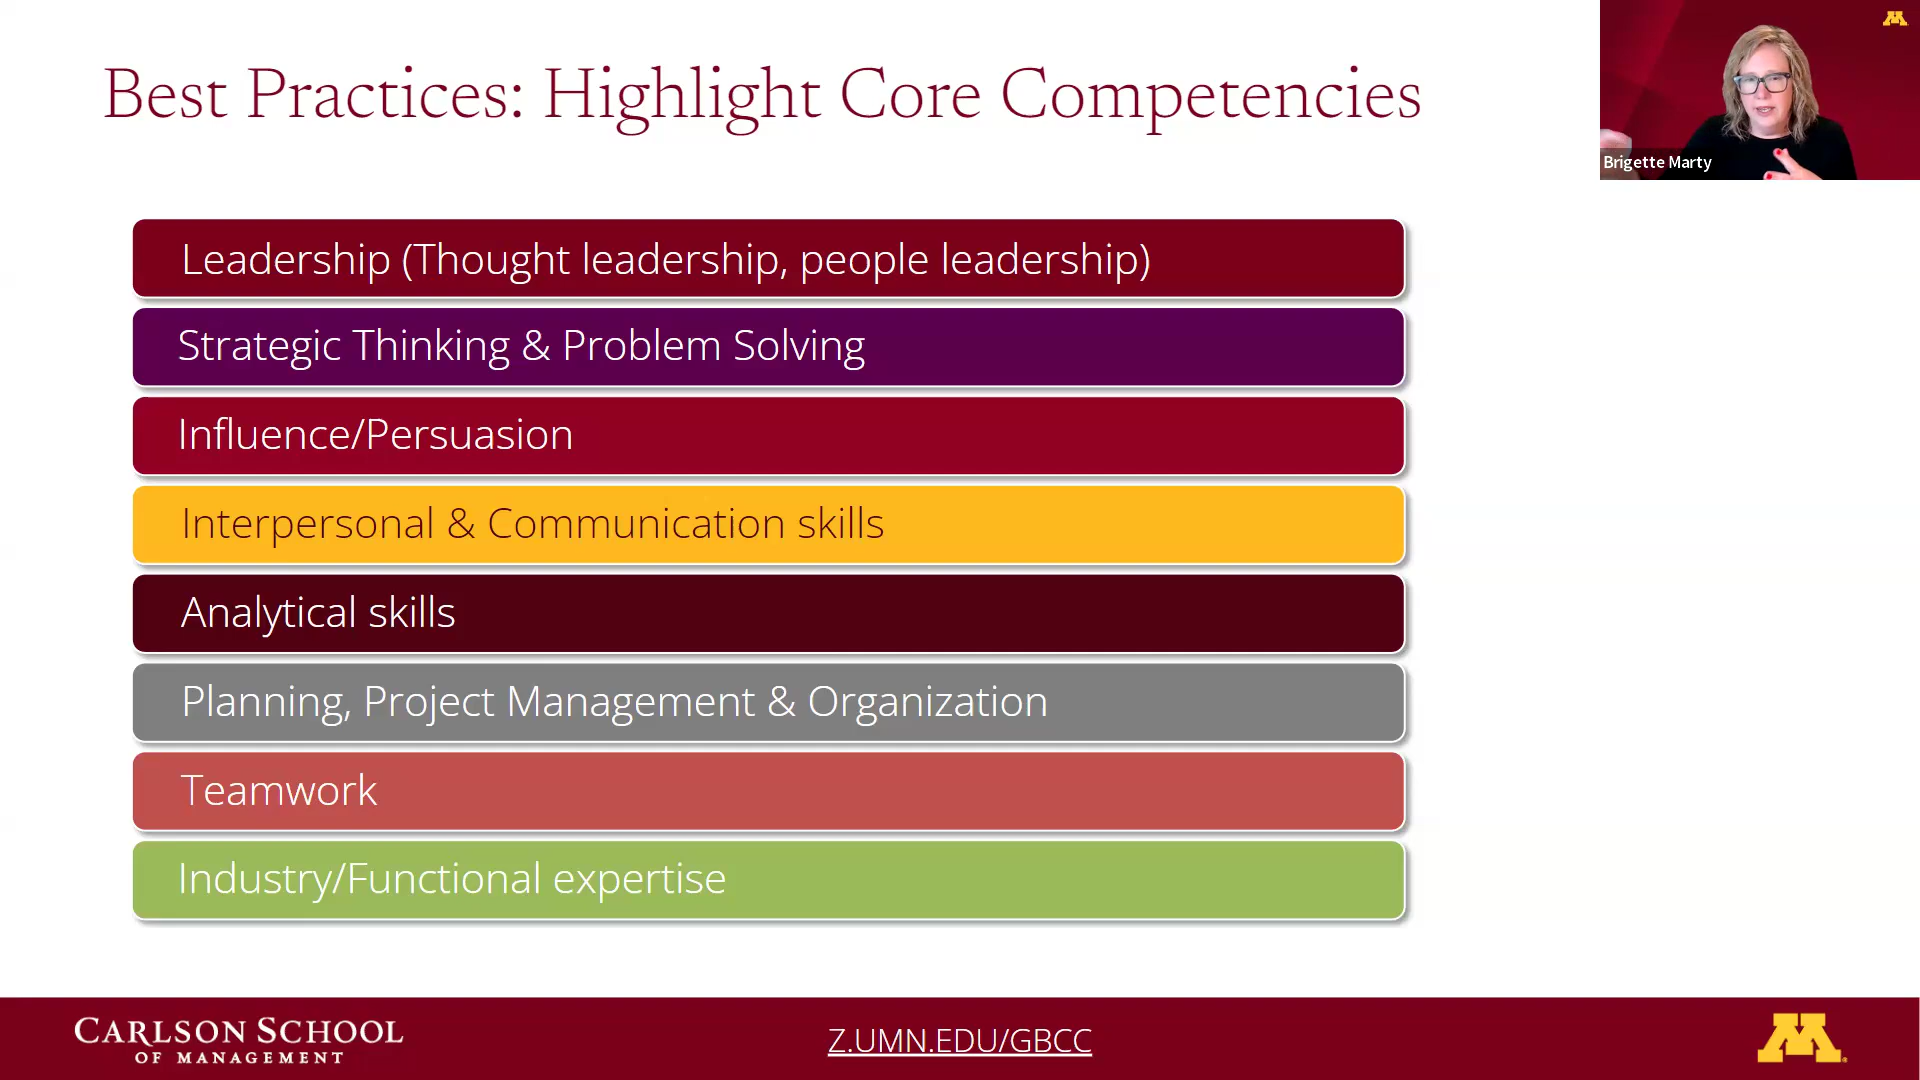 Best Practices: Highlight Core Competencies
Brigette Marty
Leadership (Thought leadership, people leadership)
Strategic Thinking & Problem Solving
Influence/Persuasion
Interpersonal & Communication skills
Analytical skills
Planning, Project Management & Organization
Teamwork
Industry/Functional expertise
CARLSON SCHOOL
OF MANAGEMENT
Z.UMN.EDU/GBCC
M